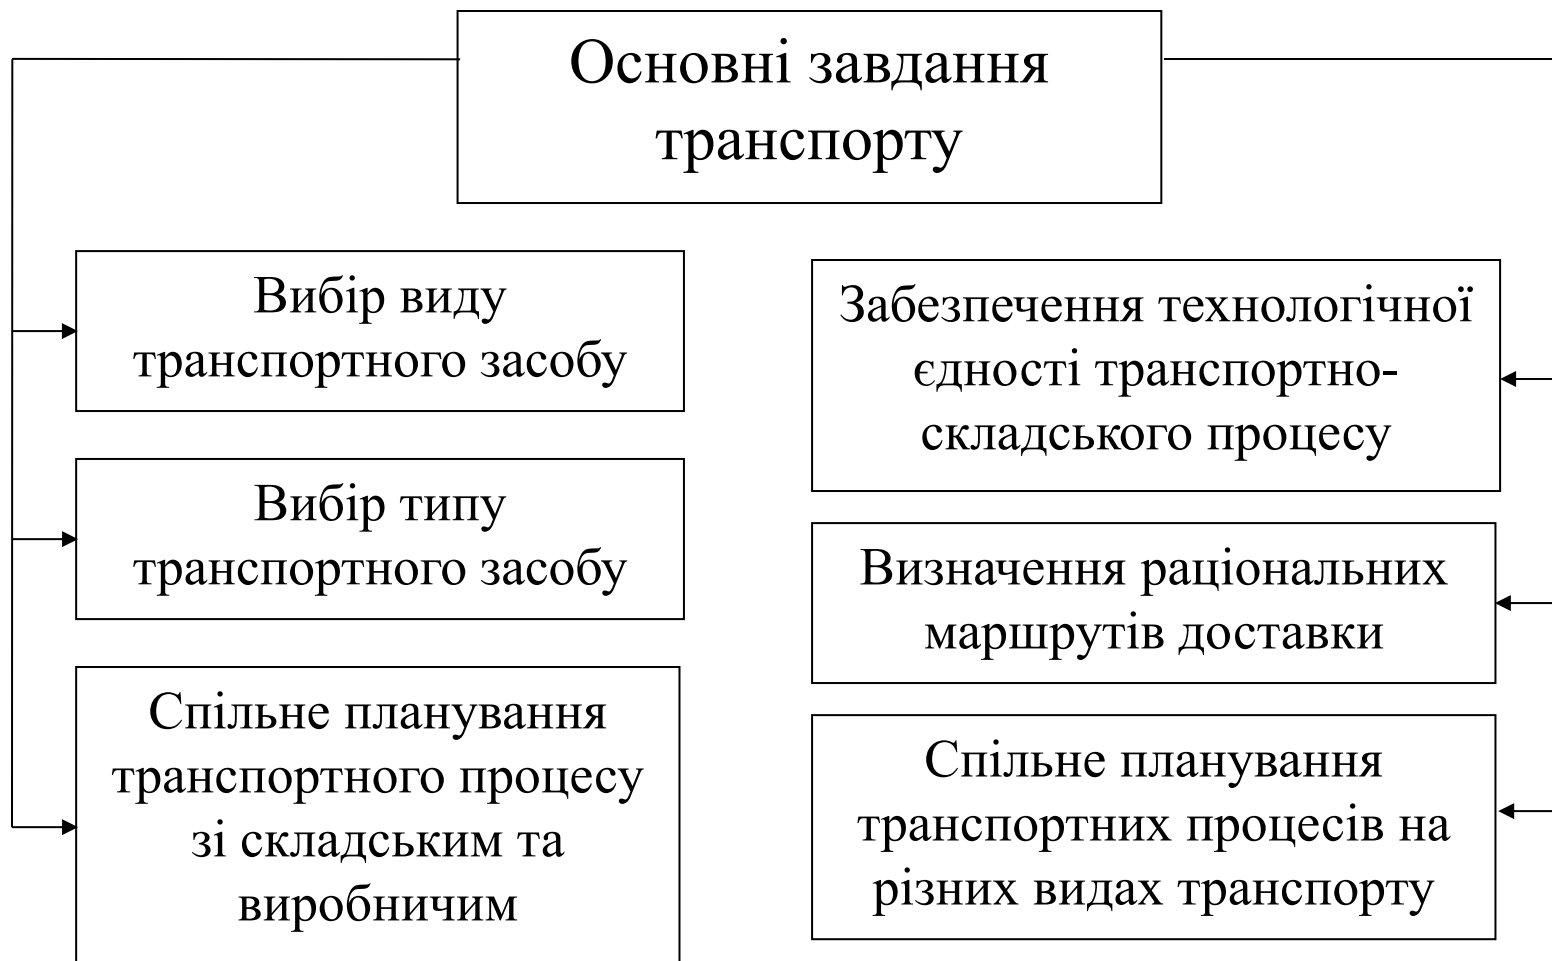 Основні завдання
транспорту
Вибір виду
транспортного засобу
Вибір типу
транспортного засобу
Спільне планування
транспортного процесу
зі складським та
виробничим
Забезпечення технологічної
єдності транспортно-
складського процесу
Визначення раціональних
маршрутів доставки
Спільне планування
транспортних процесів на
різних видах транспорту